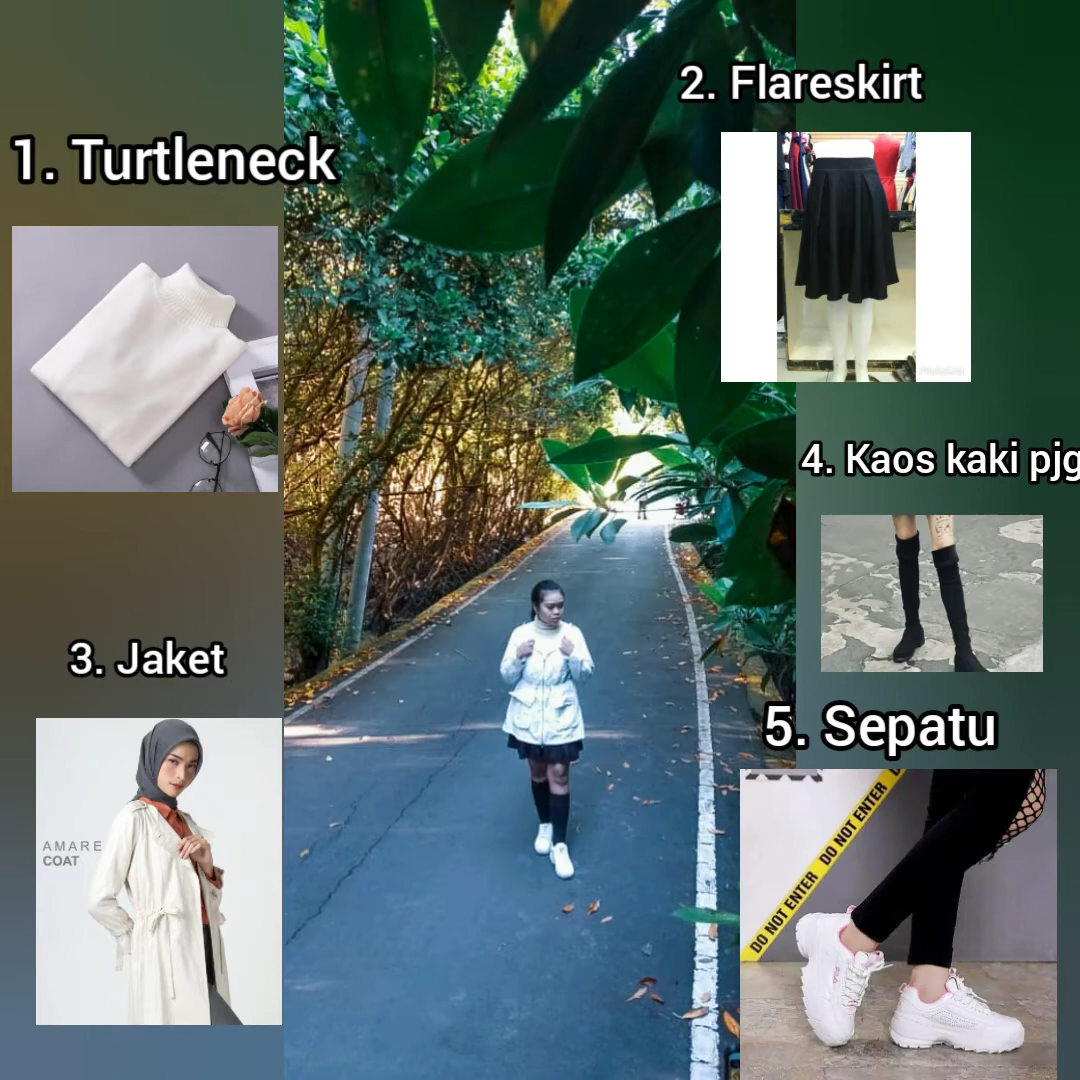 2. Flareskirt
1. Turtleneck
4. Kaos kaki pjg
3. Jaket
5. Sepatu
AMARE
COAT
DO NOT ENTER
DO NOT ENTER